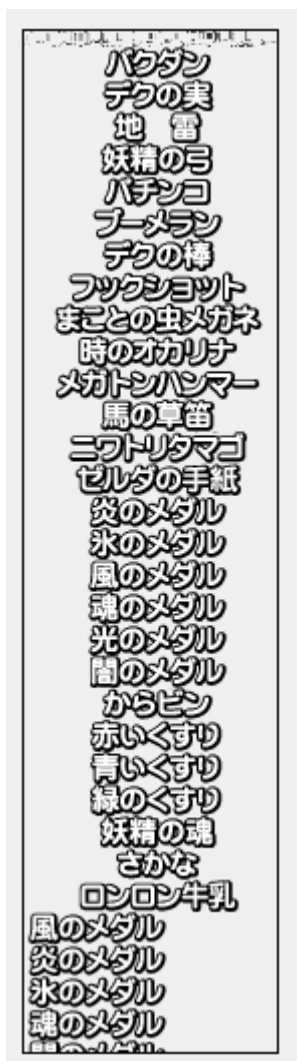 バクダン
デクの実
地　雷
妖精の弓
パチンコ
ブーメラン
デクの棒
フックショット
まことの虫メガネ
時のオカリナ
メガトンハンマー
馬の草笛
ニワトリタマゴ
ゼルダの手紙
炎のメダル
氷のメダル
風のメダル
魂のメダル
光のメダル
闇のメダル
からビン
赤いくすり
青いくすり
緑のくすり
妖精の魂
さかな
ロンロン牛乳
風のメダル
炎のメダル
氷のメダル
魂のメダル